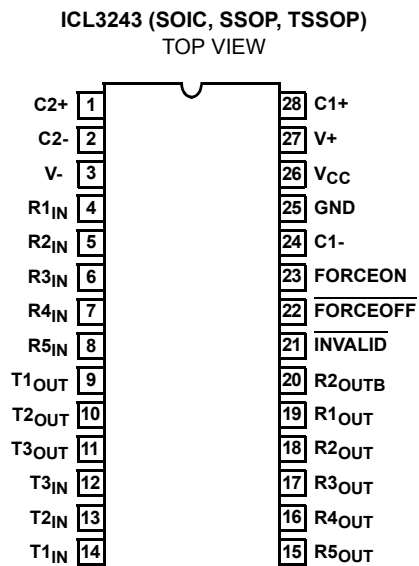 ICL3243 (SOIC, SSOP, TSSOP)
TOP VIEW
C2+ 1 28 C1+
C2- 2 27 V+
V- 3 26 VCC
R1IN 4 25 GND
R2IN 5 24 C1-
R3IN 6 23 FORCEON
R4IN 7 22 FORCEOFF
R5IN 8 21 INVALID
T1OUT 9 20 R2OUTB
T2OUT 10 19 R1OUT
T3OUT 11 18 R2OUT
T3IN 12 17 R3OUT
T2IN 13 16 R4OUT
T1IN 14 15 R5OUT